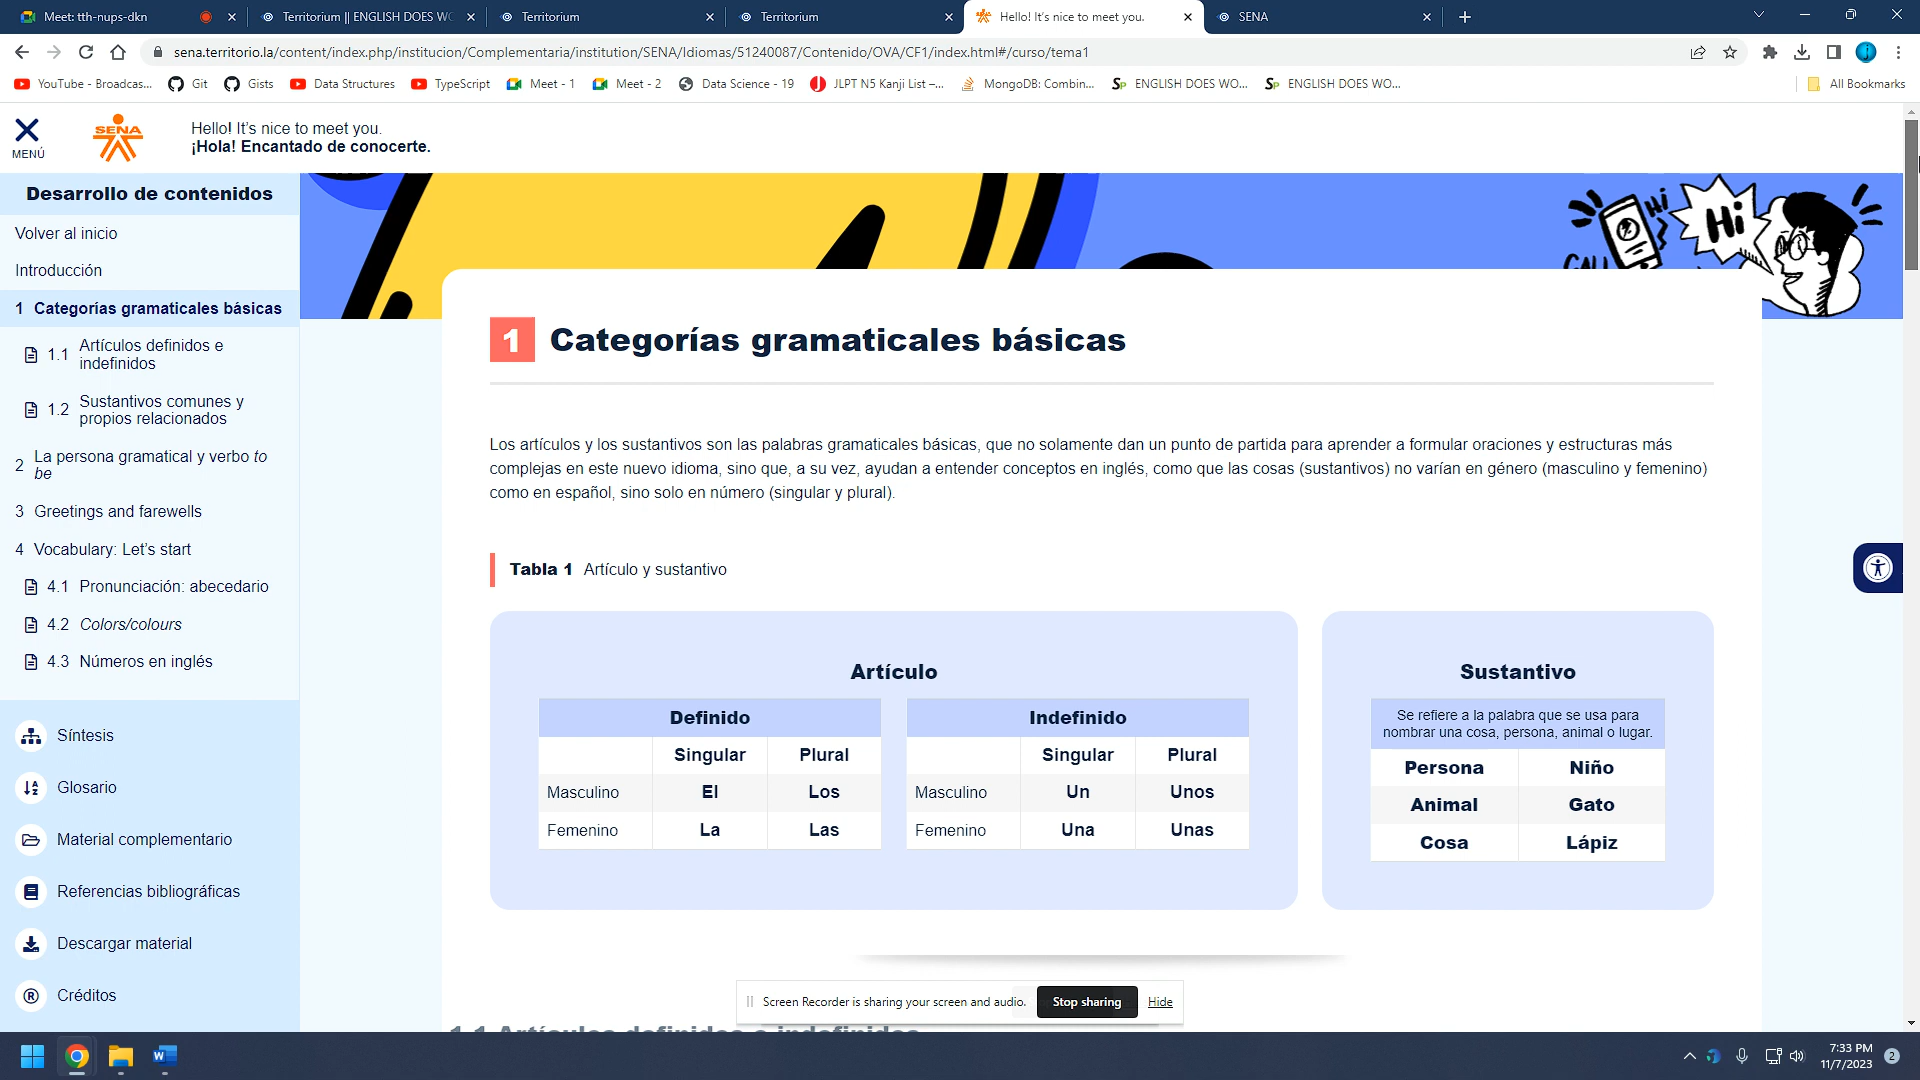 Meet: tth-nups-dkn
Territorium || ENGLISH DOES WO
Territorium
Territorium
Hello! It's nice to meet you.
SENA
sena.territorio.la/content/index.php/institucion/Complementaria/institution/SENA/Idiomas/51240087/Contenido/OVA/CF1/index.html#/curso/tema1
YouTube - Broadcas...
Git
Gists
Data Structures
TypeScript
Meet - 1
Meet - 2
Data Science - 19
JLPT N5 Kanji List –...
MongoDB: Combin...
ENGLISH DOES WO...
ENGLISH DOES WO...
All Bookmarks
MENÚ
SENA
Hello! It's nice to meet you.
¡Hola! Encantado de conocerte.
Hi
Hi
CALL
Desarrollo de contenidos
Volver al inicio
Introducción
1 Categorías gramaticales básicas
1.1 Artículos definidos e
indefinidos
1.2 Sustantivos comunes y
propios relacionados
2 La persona gramatical y verbo to
be
3 Greetings and farewells
4 Vocabulary: Let's start
4.1 Pronunciación: abecedario
4.2 Colors/colours
4.3 Números en inglés
Síntesis
Glosario
Material complementario
Referencias bibliográficas
Descargar material
Créditos
1 Categorías gramaticales básicas
Los artículos y los sustantivos son las palabras gramaticales básicas, que no solamente dan un punto de partida para aprender a formular oraciones y estructuras más
complejas en este nuevo idioma, sino que, a su vez, ayudan a entender conceptos en inglés, como que las cosas (sustantivos) no varían en género (masculino y femenino)
como en español, sino solo en número (singular y plural).
Tabla 1 Artículo y sustantivo
Artículo
Definido
Singular Plural
Masculino El Los
Femenino La Las
Indefinido
Singular Plural
Masculino Un Unos
Femenino Una Unas
Sustantivo
Se refiere a la palabra que se usa para
nombrar una cosa, persona, animal o lugar.
Persona Niño
Animal Gato
Cosa Lápiz
1.1 Artículos definidos e indefinidos
Screen Recorder is sharing your screen and audio.
Stop sharing
Hide
7:33 PM
11/7/2023
2